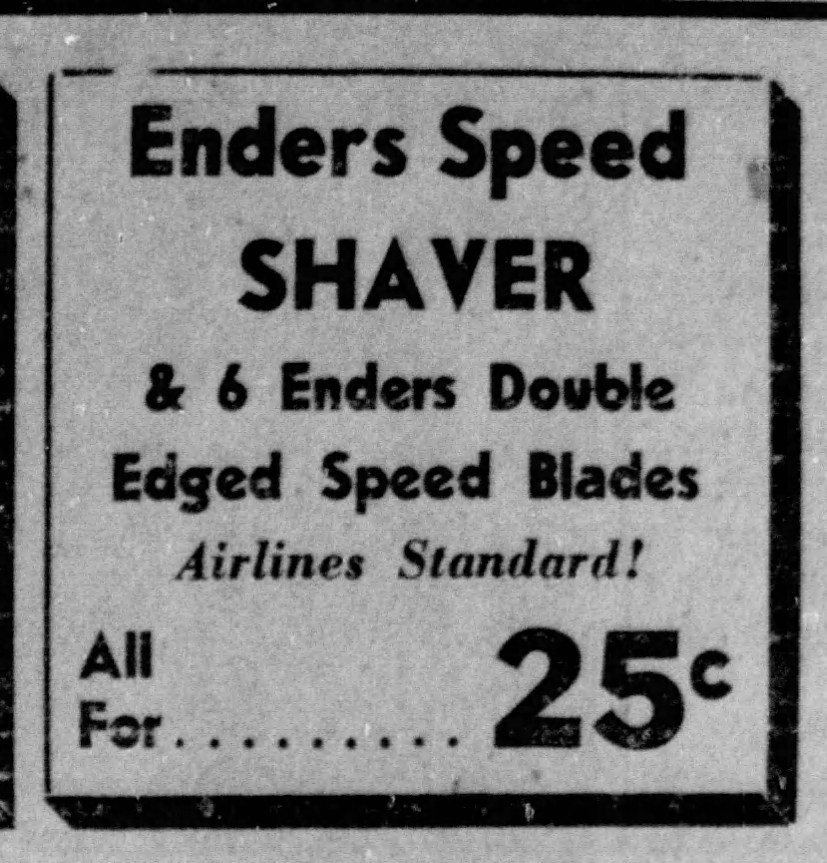 Enders Speed
SHAVER
& 6 Enders Double
Edged Speed Blades
Airlines Standard!
All
For.......... 25c